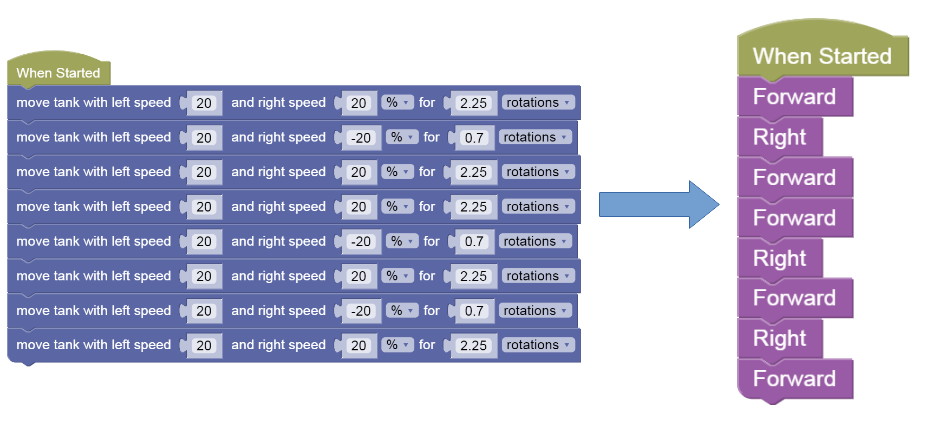 When Started
move tank with left speed 20 and right speed 20 % for 2.25 rotations
move tank with left speed 20 and right speed -20 % for 0.7 rotations
move tank with left speed 20 and right speed 20 % for 2.25 rotations
move tank with left speed 20 and right speed 20 % for 2.25 rotations
move tank with left speed 20 and right speed -20 % for 0.7 rotations
move tank with left speed 20 and right speed 20 % for 2.25 rotations
move tank with left speed 20 and right speed -20 % for 0.7 rotations
move tank with left speed 20 and right speed 20 % for 2.25 rotations
When Started
Forward
Right
Forward
Forward
Right
Forward
Right
Forward